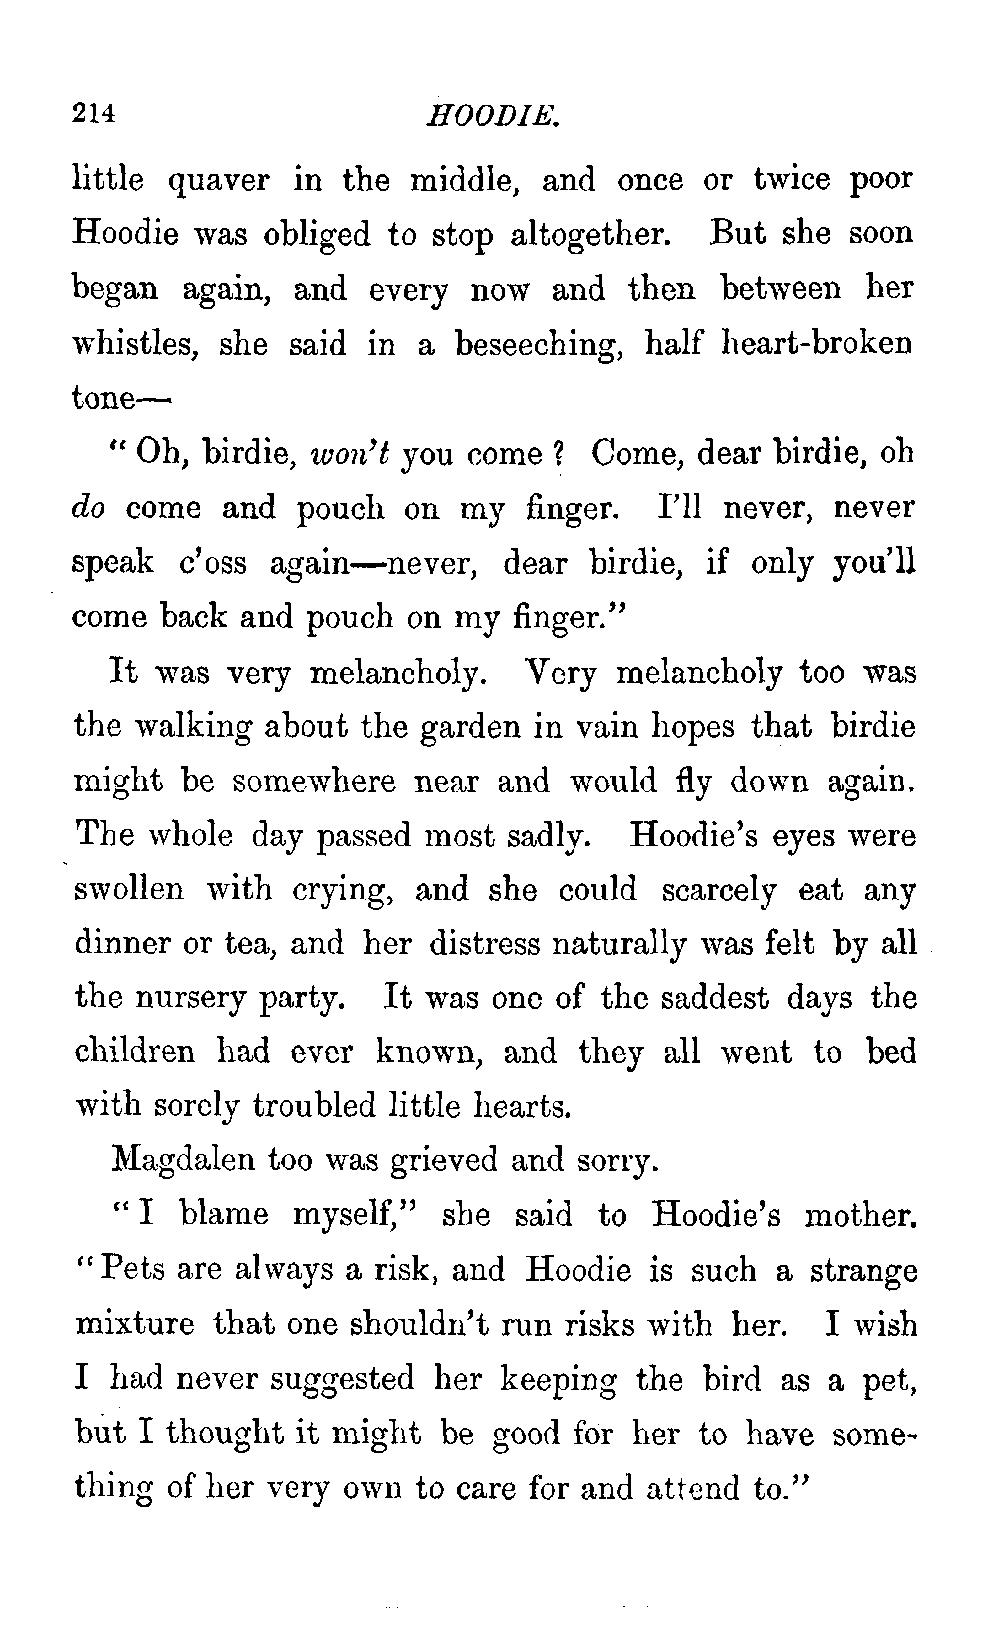 214 HOODIE.
little quaver in the middle, and once or twice poor
Hoodie was obliged to stop altogether. But she soon
began again, and every now and then between her
whistles, she said in a beseeching, half heart-broken
tone—
“Oh, birdie, won’t you come? Come, dear birdie, oh
do come and pouch on my finger. I’ll never, never
speak c’oss again—never, dear birdie, if only you’ll
come back and pouch on my finger.”
It was very melancholy. Very melancholy too was
the walking about the garden in vain hopes that birdie
might be somewhere near and would fly down again.
The whole day passed most sadly. Hoodie’s eyes were
swollen with crying, and she could scarcely eat any
dinner or tea, and her distress naturally was felt by all
the nursery party. It was one of the saddest days the
children had ever known, and they all went to bed
with sorely troubled little hearts.
Magdalen too was grieved and sorry.
“I blame myself,” she said to Hoodie’s mother.
“Pets are always a risk, and Hoodie is such a strange
mixture that one shouldn’t run risks with her. I wish
I had never suggested her keeping the bird as a pet,
but I thought it might be good for her to have some-
thing of her very own to care for and attend to.”